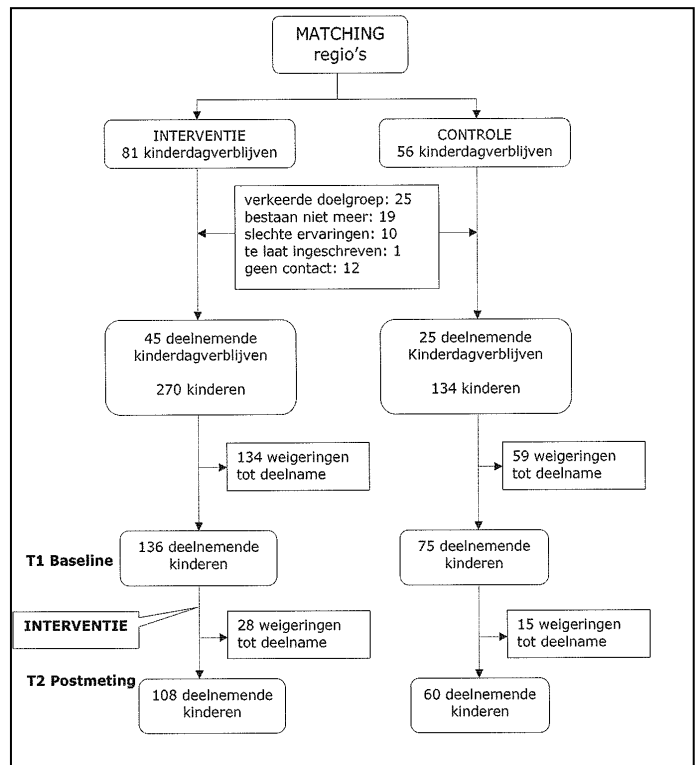 MATCHING
regio's
INTERVENTIE
81 kinderdagverblijven
CONTROLE
56 kinderdagverblijven
verkeerde doelgroep: 25
bestaan niet meer: 19
slechte ervaringen: 10
te laat ingeschreven: 1
geen contact: 12
45 deelnemende
kinderdagverblijven
270 kinderen
25 deelnemende
Kinderdagverblijven
134 kinderen
134 weigeringen
tot deelname
59 weigeringen
tot deelname
T1 Baseline
136 deelnemende
kinderen
75 deelnemende
kinderen
INTERVENTIE
28 weigeringen
tot deelname
15 weigeringen
tot deelname
T2 Postmeting
108 deelnemende
kinderen
60 deelnemende
kinderen